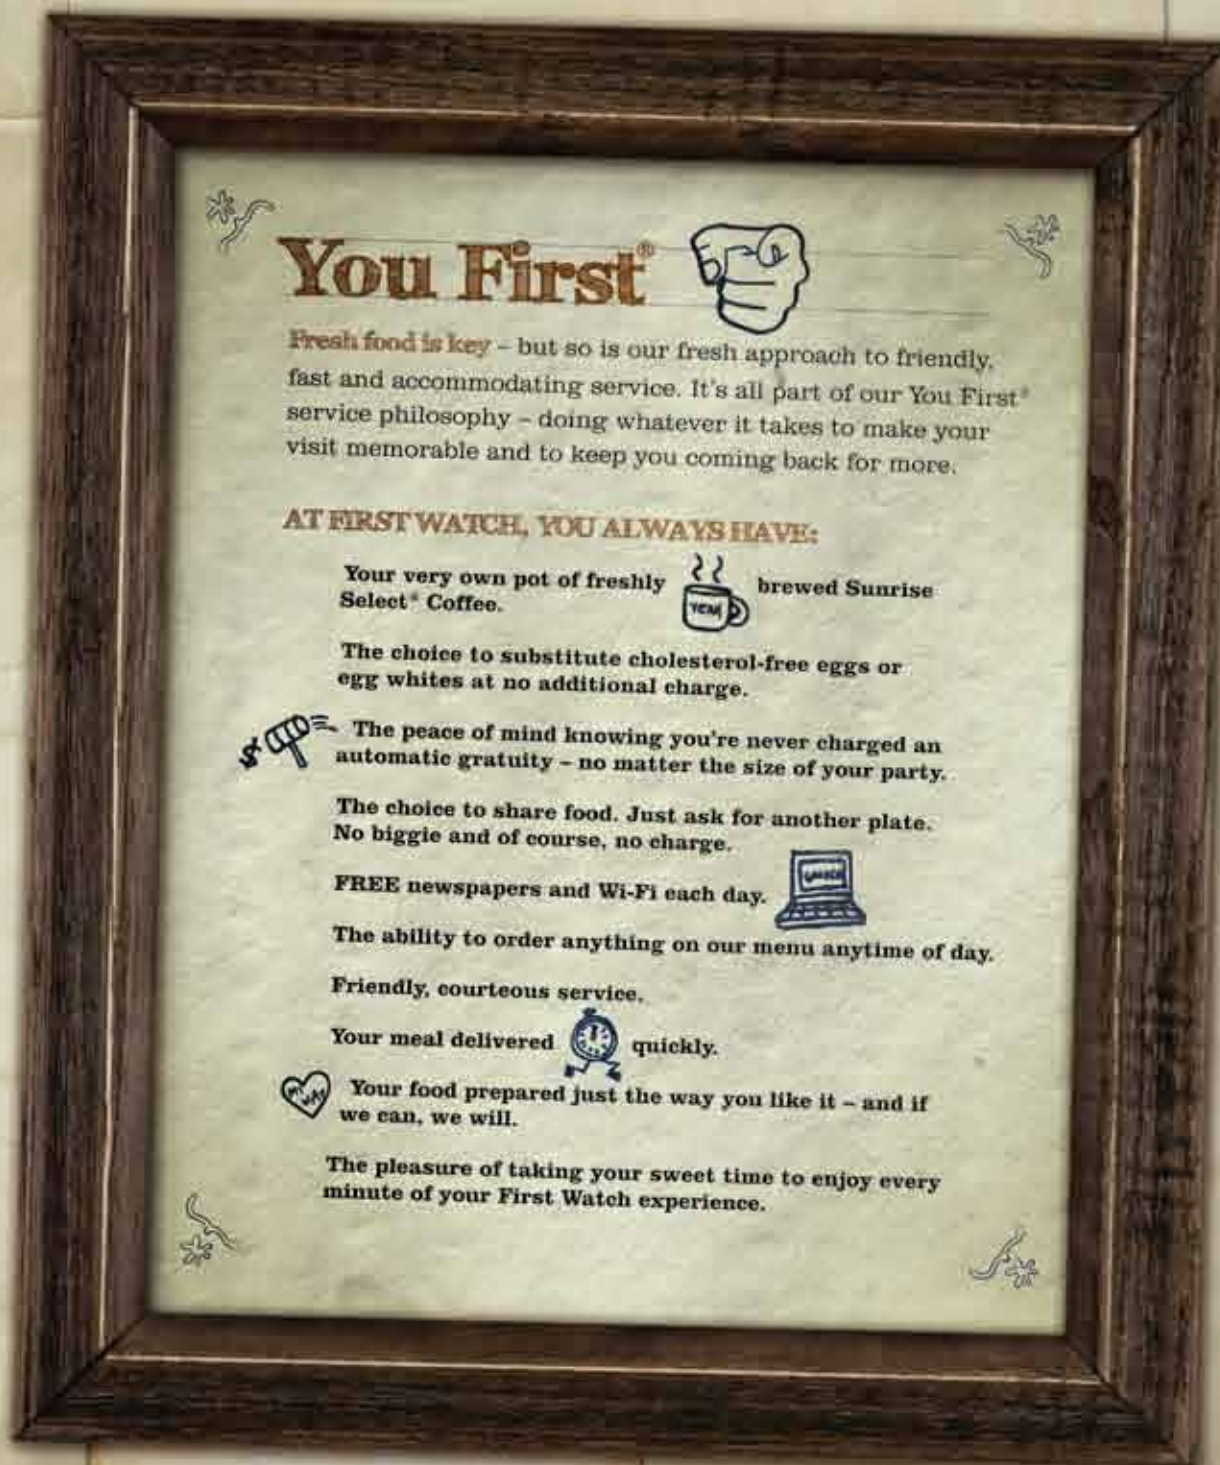 You First®
Fresh food is key – but so is our fresh approach to friendly,
fast and accommodating service. It's all part of our You First®
service philosophy – doing whatever it takes to make your
visit memorable and to keep you coming back for more.
AT FIRST WATCH, YOU ALWAYS HAVE:
Your very own pot of freshly brewed Sunrise
Select® Coffee.
The choice to substitute cholesterol-free eggs or
egg whites at no additional charge.
$
The peace of mind knowing you're never charged an
automatic gratuity – no matter the size of your party.
The choice to share food. Just ask for another plate.
No biggie and of course, no charge.
FREE newspapers and Wi-Fi each day.
The ability to order anything on our menu anytime of day.
Friendly, courteous service.
Your meal delivered quickly.
MY
WAY
Your food prepared just the way you like it – and if
we can, we will.
The pleasure of taking your sweet time to enjoy every
minute of your First Watch experience.